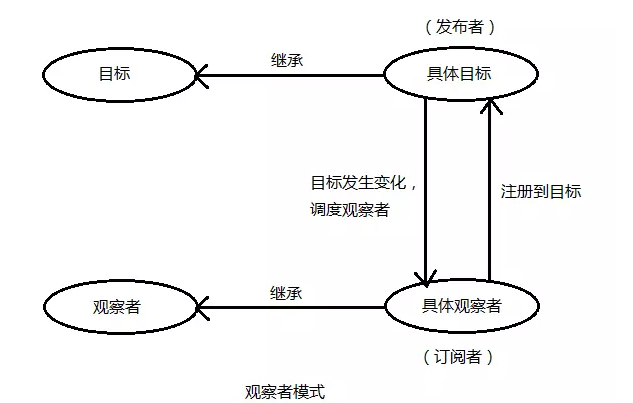 （发布者）
目标
继承
具体目标
目标发生变化，
调度观察者
注册到目标
观察者
继承
具体观察者
（订阅者）
观察者模式